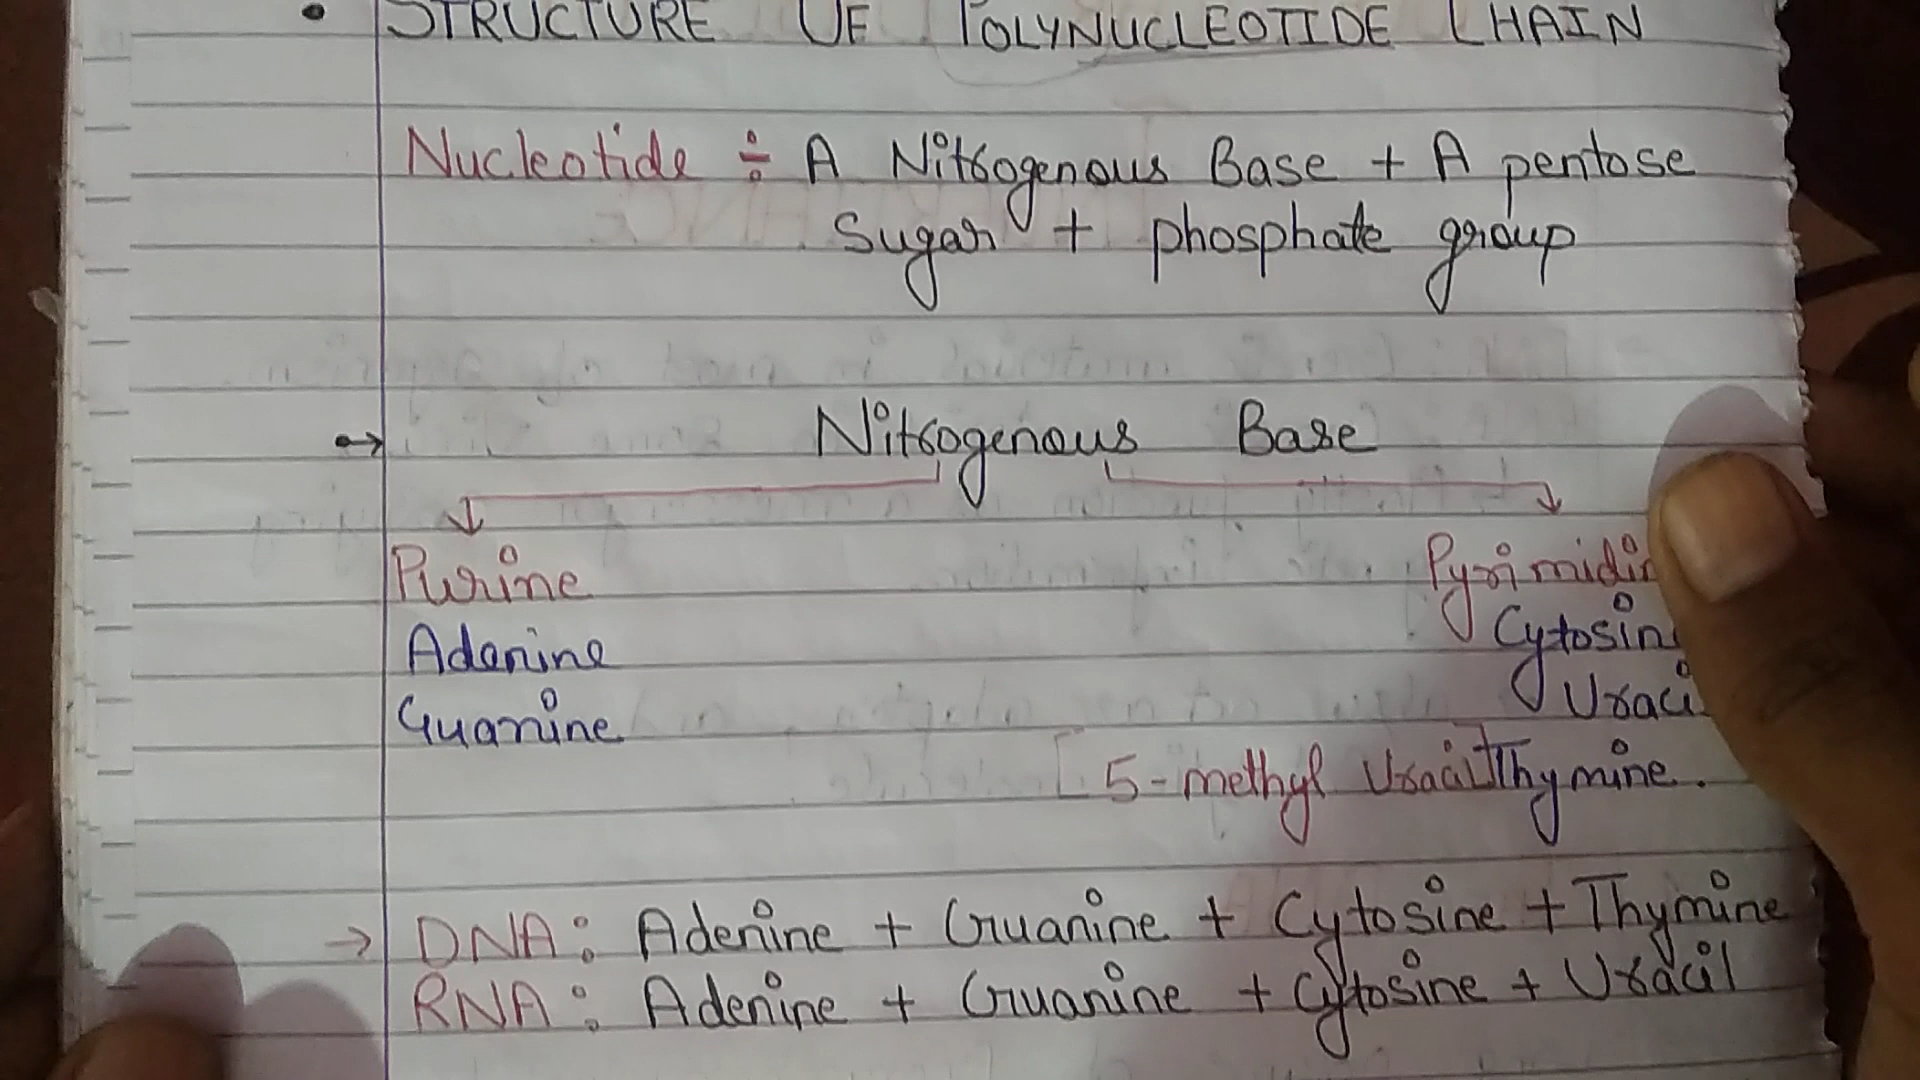 • STRUCTURE OF POLYNUCLEOTIDE CHAIN
Nucleotide ÷ A Nitrogenous Base + A pentose
Sugar + phosphate group
→ Nitrogenous Base
Purine Pyrimidin
Adenine Cytosin
Guanine Uraci
[5-methyl Uracil] Thymine.
→ DNA: Adenine + Guanine + Cytosine + Thymine
RNA: Adenine + Guanine + Cytosine + Uracil